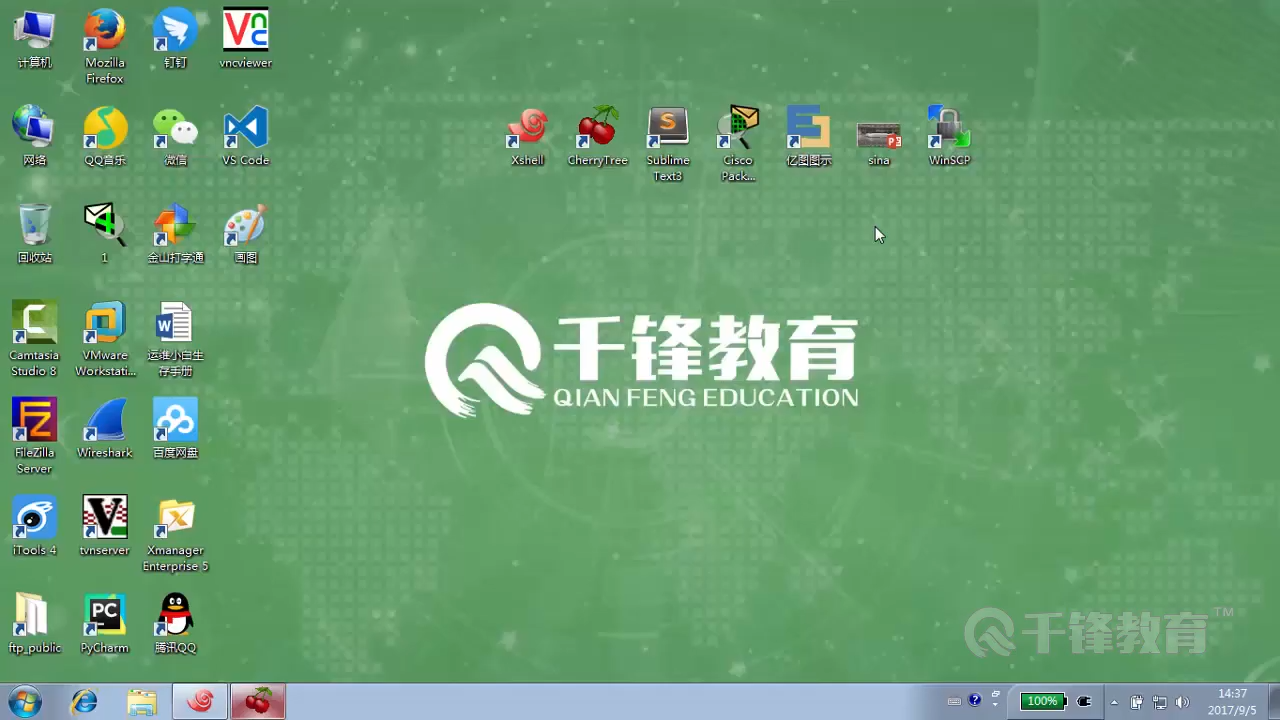 计算机
Mozilla
Firefox
钉钉
vncviewer
网络
QQ音乐
微信
VS Code
Xshell
CherryTree
Sublime
Text3
Cisco
Pack...
亿图图示
sina
WinSCP
回收站
1
金山打字通
画图
Camtasia
Studio 8
VMware
Workstati...
运维小白生
存手册
千锋教育
QIAN FENG EDUCATION
FileZilla
Server
Wireshark
百度网盘
iTools 4
tvnserver
Xmanager
Enterprise 5
ftp_public
PyCharm
腾讯QQ
千锋教育TM
100%
14:37
2017/9/5